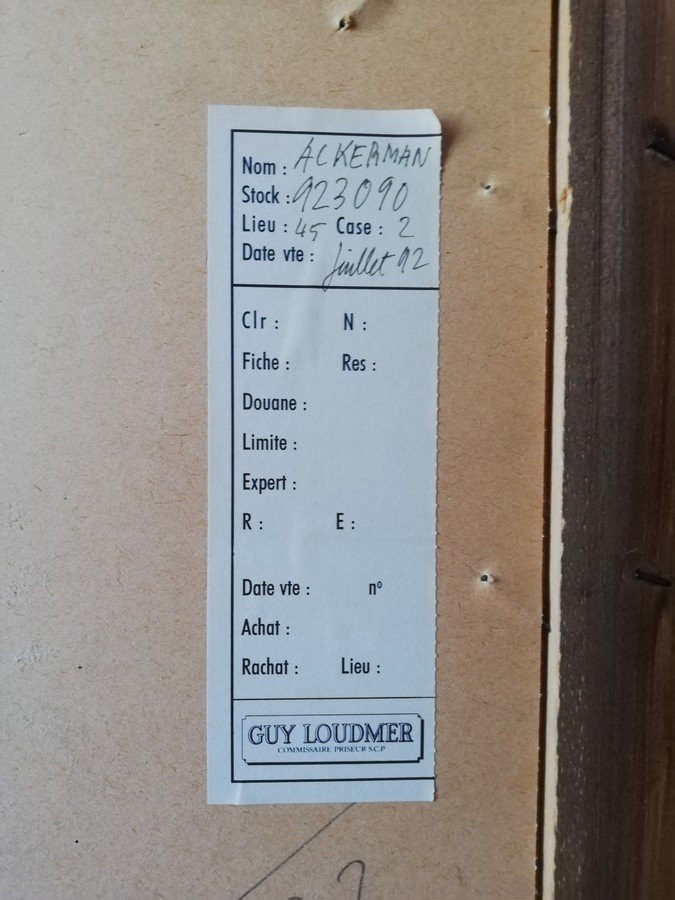 Nom : ACKERMAN
Stock : 923090
Lieu : 45 Case : 2
Date vte : Juillet 92
Clr : N :
Fiche : Res :
Douane :
Limite :
Expert :
R : E :
Date vte : nº
Achat :
Rachat : Lieu :
GUY LOUDMER
COMMISSAIRE PRISEUR S.C.P